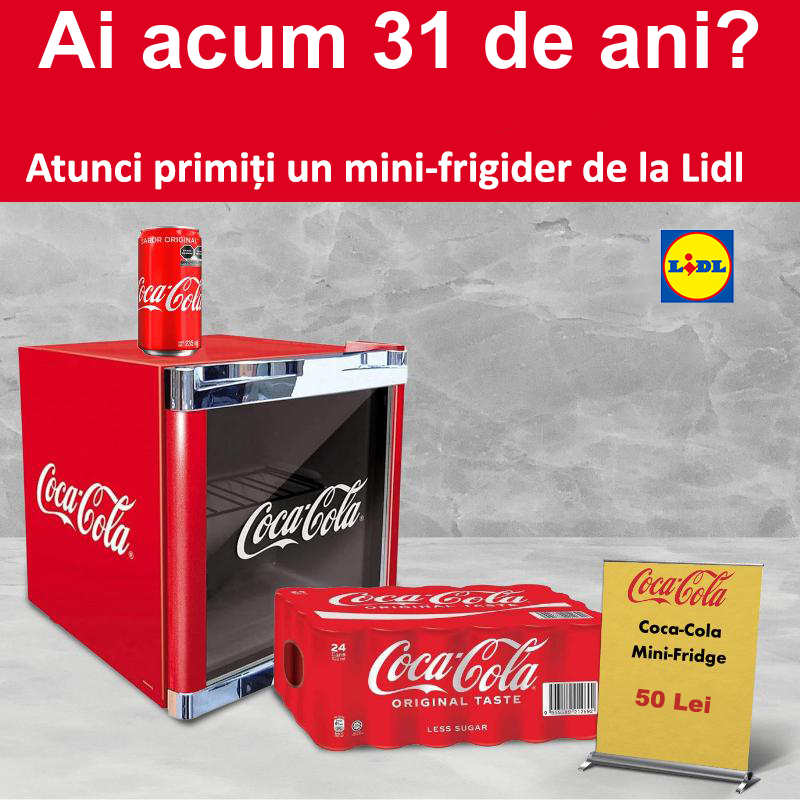 Ai acum 31 de ani?
Atunci primiți un mini-frigider de la Lidl
SABOR ORIGINAL
Coca-Cola
235 ml
LIDL
Coca-Cola
Coca-Cola
Coca-Cola
ORIGINAL TASTE
24
Coca-Cola
ORIGINAL TASTE
LESS SUGAR
Coca-Cola
Coca-Cola
Mini-Fridge
50 Lei